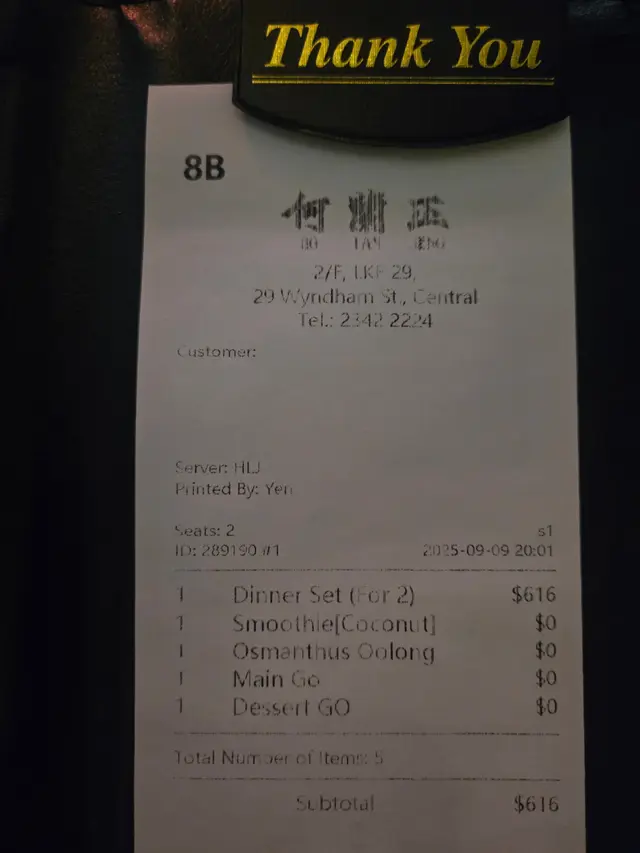 Thank You
8B
何蘭正
HO LAN JENG
2/F, LKF 29,
29 Wyndham St., Central
Tel.: 2342 2224
Customer:
Server: HLJ
Printed By: Yen
Seats: 2 s1
ID: 289190 #1 2025-09-09 20:01
1 Dinner Set (For 2) $616
1 Smoothie[Coconut] $0
1 Osmanthus Oolong $0
1 Main Go $0
1 Dessert GO $0
Total Number of Items: 5
Subtotal $616